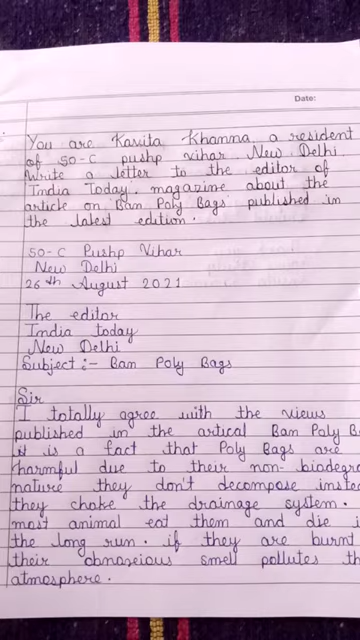 Date:
You are Kavita Khanna, a resident
of 50-C pushp vihar New Delhi
Write a letter to the editor of
India Today, magazine about the
article on 'Ban Poly Bags' published in
the latest edition.
50-C Pushp Vihar
New Delhi
26th August 2021
The editor
India today
New Delhi
Subject :- Ban Poly Bags
Sir
I totally agree with the views
published in the artical Ban Poly B
it is a fact that Poly Bags are
harmful due to their non-biodegra
nature they don't decompose inste
they choke the drainage system.
most animal eat them and die i
the long run. if they are burnt
their obnoxeious smell pollutes th
atmosphere.